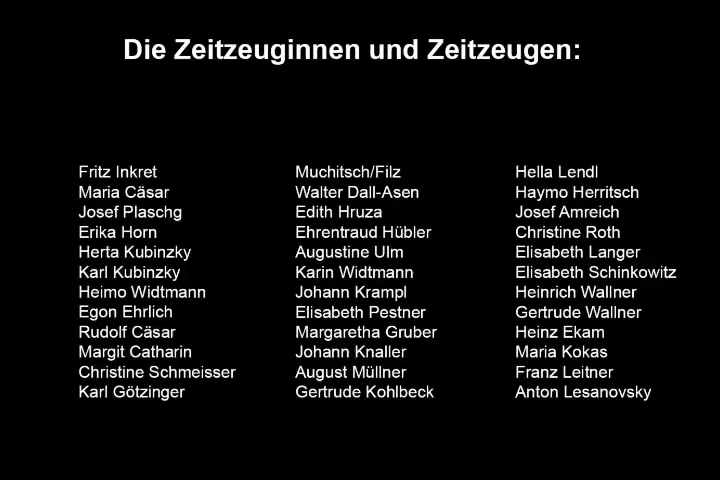 Die Zeitzeuginnen und Zeitzeugen:
Fritz Inkret
Maria Cäsar
Josef Plaschg
Erika Horn
Herta Kubinzky
Karl Kubinzky
Heimo Widtmann
Egon Ehrlich
Rudolf Cäsar
Margit Catharin
Christine Schmeisser
Karl Götzinger
Muchitsch/Filz
Walter Dall-Asen
Edith Hruza
Ehrentraud Hübler
Augustine Ulm
Karin Widtmann
Johann Krampl
Elisabeth Pestner
Margaretha Gruber
Johann Knaller
August Müllner
Gertrude Kohlbeck
Hella Lendl
Haymo Herritsch
Josef Amreich
Christine Roth
Elisabeth Langer
Elisabeth Schinkowitz
Heinrich Wallner
Gertrude Wallner
Heinz Ekam
Maria Kokas
Franz Leitner
Anton Lesanovsky